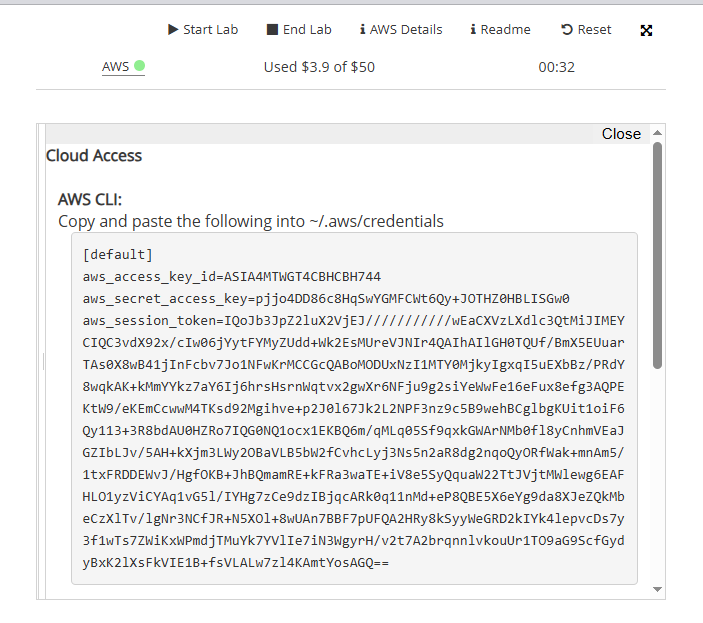 Start Lab
End Lab
AWS Details
Readme
Reset
AWS
Used $3.9 of $50
00:32
Close
Cloud Access
AWS CLI:
Copy and paste the following into ~/.aws/credentials
[default]
aws_access_key_id=ASIA4MTWGT4CBHCBH744
aws_secret_access_key=pjjo4DD86c8HqSwYGMFCWt6Qy+JOTHZ0HBLISGw0
aws_session_token=IQoJb3JpZ2luX2VjEJ///////////wEaCXVzLXdlc3QtMiJIMEY
CIQC3vdX92x/cIw06jYytFYMyZUdd+Wk2EsMUreVJNIr4QAIhAIlGH0TQUf/BmX5EUuar
TAs0X8wB41jInFcbv7Jo1NFwKrMCCGcQABoMODUxNzI1MTY0MjkyIgxqI5uEXbBz/PRdY
8wqkAK+kMmYYkz7aY6Ij6hrsHsrnWqtvx2gwXr6NFju9g2siYeWwFe16eFux8efg3AQPE
KtW9/eKEmCcwwM4TKsd92Mgihve+p2J0l67Jk2L2NPF3nz9c5B9wehBCglbgKUit1oiF6
Qy113+3R8bdAU0HZRo7IQG0NQ1ocx1EKBQ6m/qMLq05Sf9qxkGWArNMb0fl8yCnhmVEaJ
GZIbLJv/5AH+kXjm3LWy2OBaVLB5bW2fCvhcLyj3Ns5n2aR8dg2nqoQyORfWak+mnAm5/
1txFRDDEWvJ/HgfOKB+JhBQmamRE+kFRa3waTE+iV8e5SyQquaW22TtJVjtMWlewg6EAF
HLO1yzViCYAq1vG5l/IYHg7zCe9dzIBjqcARk0q11nMd+eP8QBE5X6eYg9da8XJeZQkMb
eCzXlTv/lgNr3NCfJR+N5XOl+8wUAn7BBF7pUFQA2HRy8kSyyWeGRD2kIYk4lepvcDs7y
3f1wTs7ZWiKxWPmdjTMuYk7YVlIe7iN3WgyrH/v2t7A2brqnnlvkouUr1TO9aG9ScfGyd
yBxK2lXsFkVIE1B+fsVLALw7zl4KAmtYosAGQ==